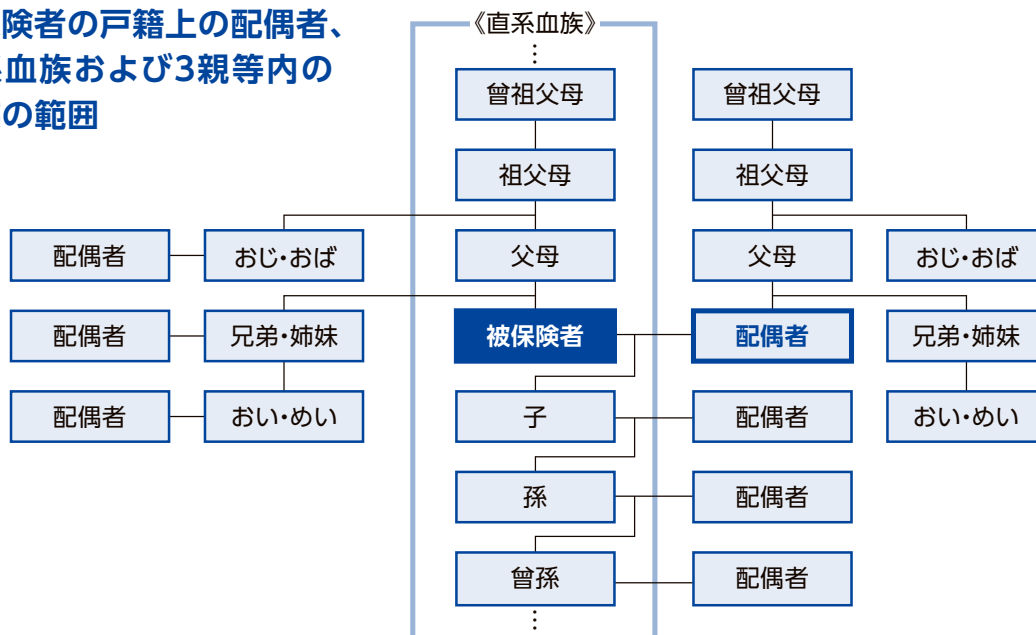 険者の戸籍上の配偶者、
血族および3親等内の
の範囲
《直系血族》
⋮
曾祖父母
曾祖父母
祖父母
祖父母
配偶者
おじ・おば
父母
父母
おじ・おば
配偶者
兄弟・姉妹
被保険者
配偶者
兄弟・姉妹
配偶者
おい・めい
子
配偶者
おい・めい
孫
配偶者
曾孫
配偶者
⋮